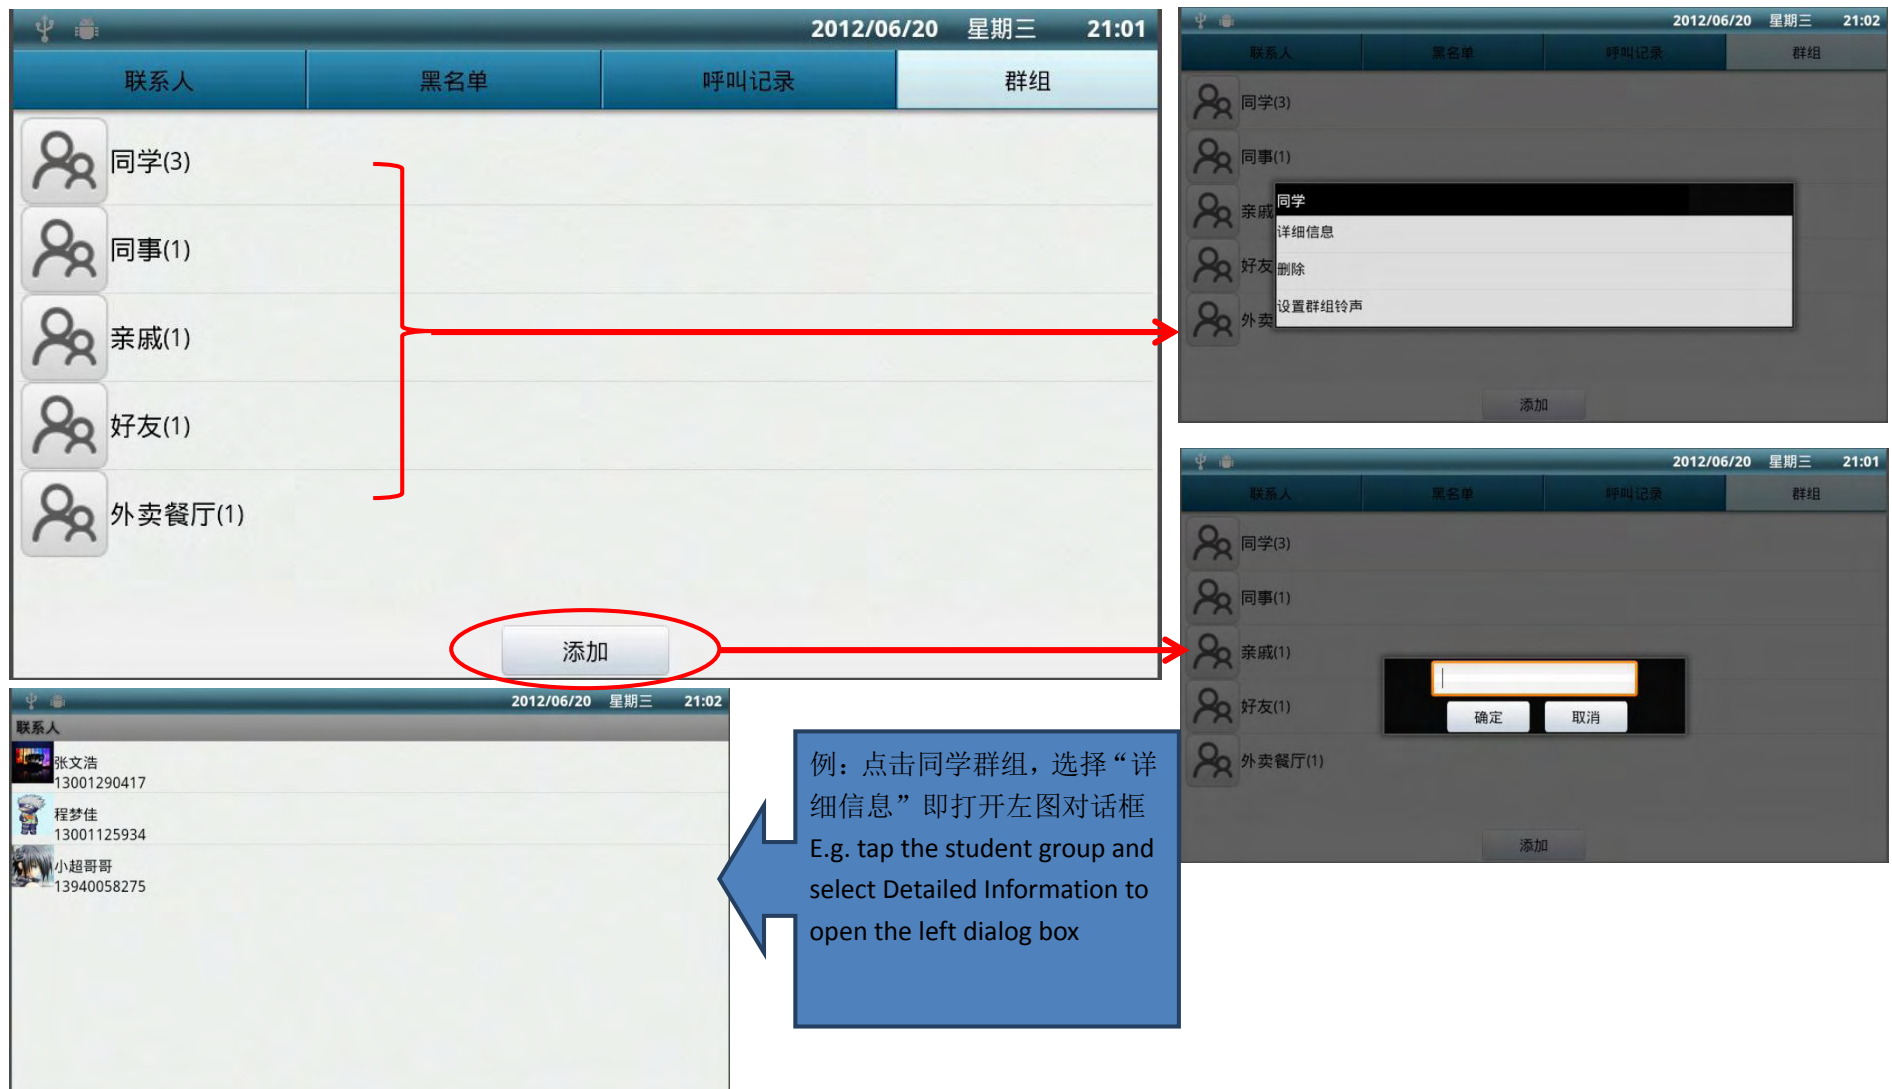 2012/06/20 星期三 21:01
联系人 黑名单 呼叫记录 群组
同学(3)
同事(1)
亲戚(1)
好友(1)
外卖餐厅(1)
添加
2012/06/20 星期三 21:02
联系人 黑名单 呼叫记录 群组
同学(3)
同事(1)
亲戚
好友
外卖
同学
详细信息
删除
设置群组铃声
添加
2012/06/20 星期三 21:01
联系人 黑名单 呼叫记录 群组
同学(3)
同事(1)
亲戚(1)
好友(1)
外卖餐厅(1)
确定 取消
添加
2012/06/20 星期三 21:02
联系人
张文浩
13001290417
程梦佳
13001125934
小超哥哥
13940058275
例：点击同学群组，选择“详
细信息”即打开左图对话框
E.g. tap the student group and
select Detailed Information to
open the left dialog box